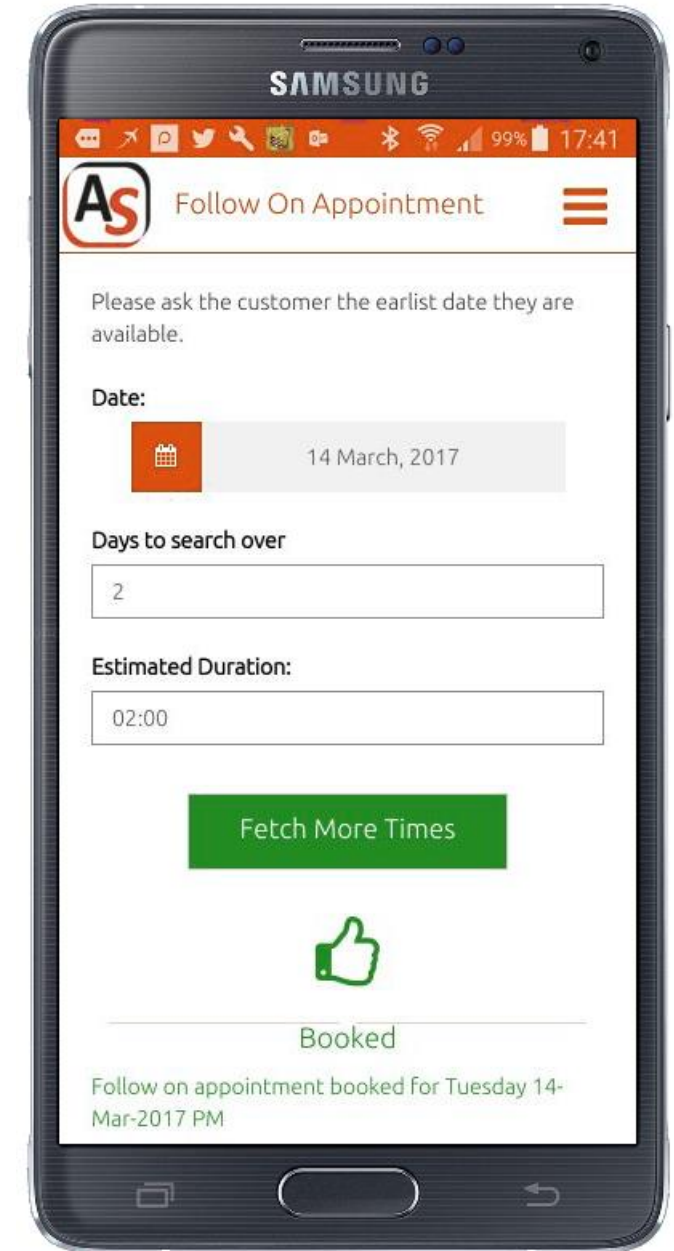 SAMSUNG
99% 17:41
AS Follow On Appointment
Please ask the customer the earlist date they are
available.
Date:
14 March, 2017
Days to search over
2
Estimated Duration:
02:00
Fetch More Times
Booked
Follow on appointment booked for Tuesday 14-
Mar-2017 PM